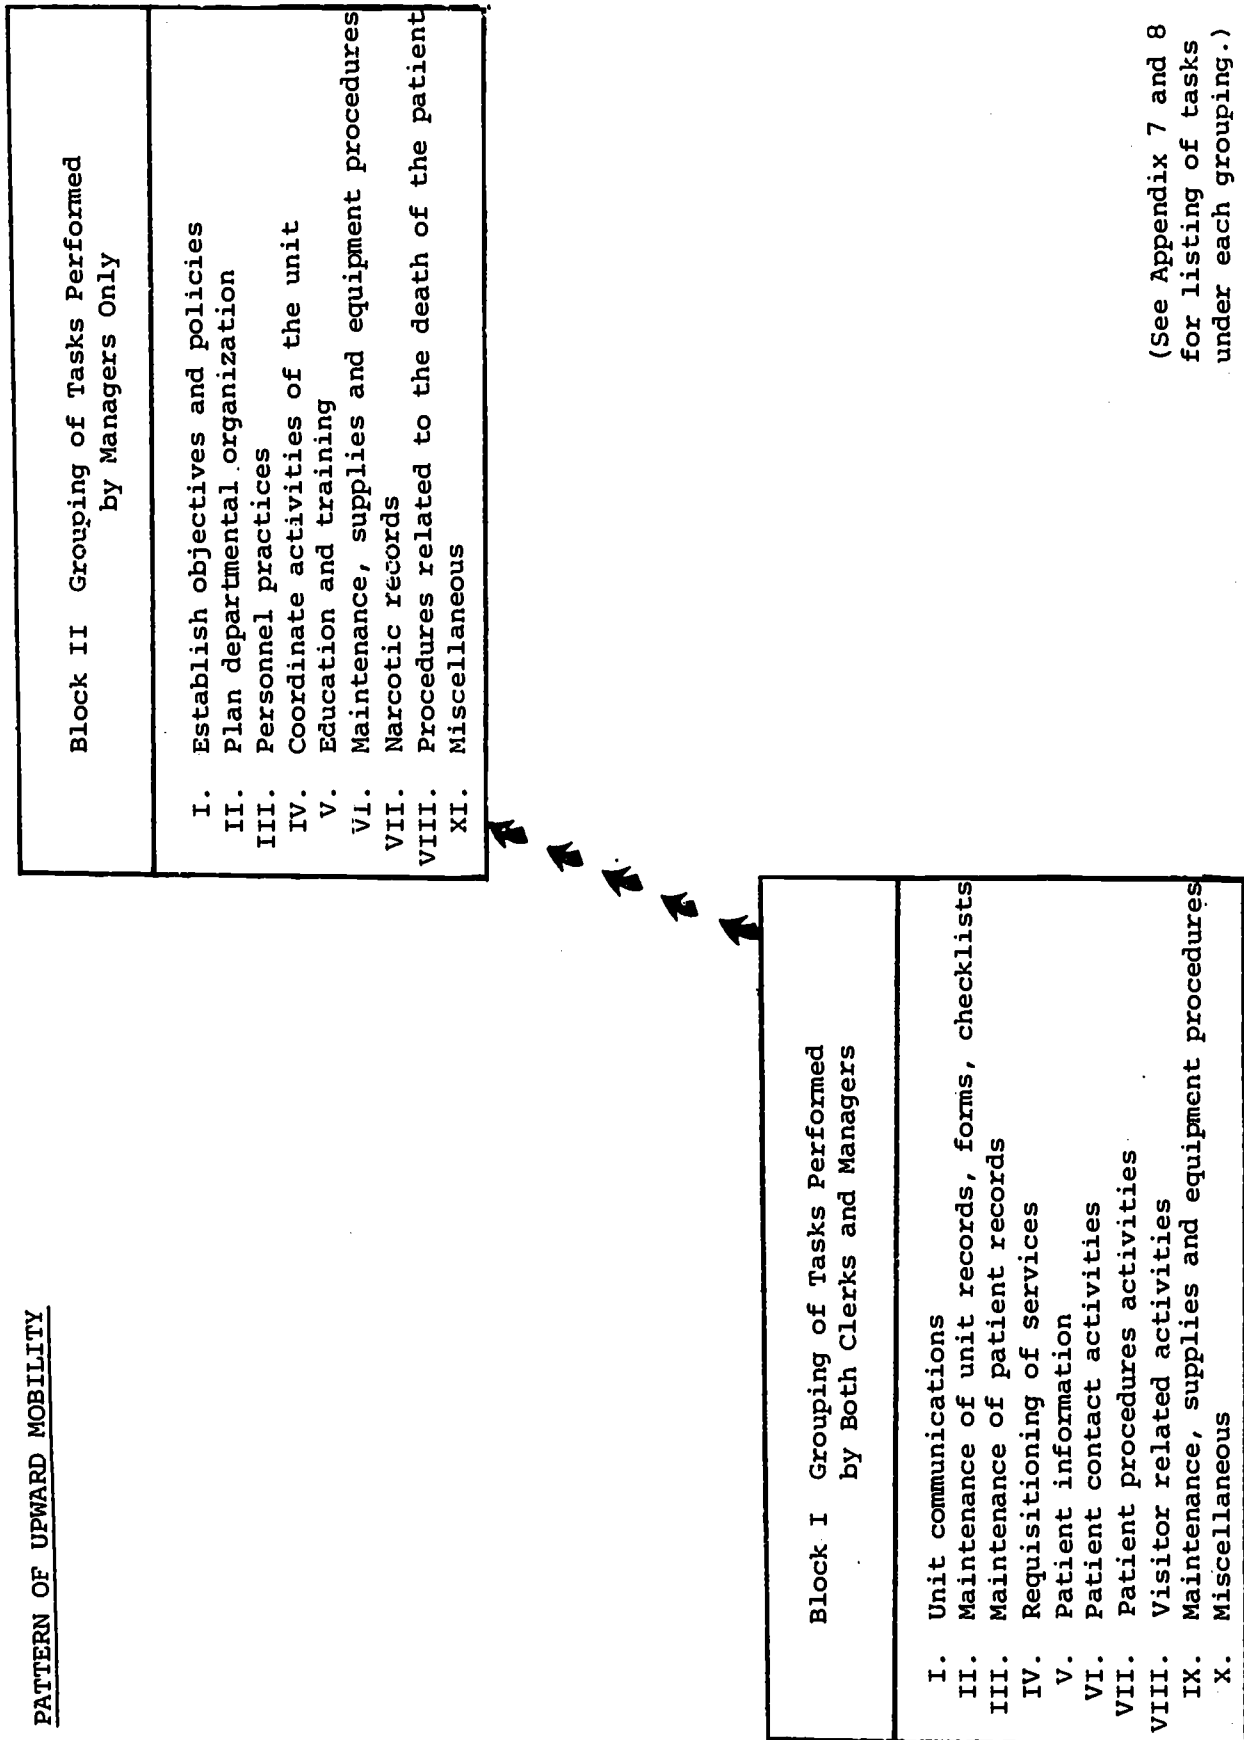 PATTERN OF UPWARD MOBILITY
Block II Grouping of Tasks Performed
by Managers Only
I. Establish objectives and policies
II. Plan departmental organization
III. Personnel practices
IV. Coordinate activities of the unit
V. Education and training
VI. Maintenance, supplies and equipment procedures
VII. Narcotic records
VIII. Procedures related to the death of the patient
XI. Miscellaneous
Block I Grouping of Tasks Performed
by Both Clerks and Managers
I. Unit communications
II. Maintenance of unit records, forms, checklists
III. Maintenance of patient records
IV. Requisitioning of services
V. Patient information
VI. Patient contact activities
VII. Patient procedures activities
VIII. Visitor related activities
IX. Maintenance, supplies and equipment procedures
X. Miscellaneous
(See Appendix 7 and 8
for listing of tasks
under each grouping.)